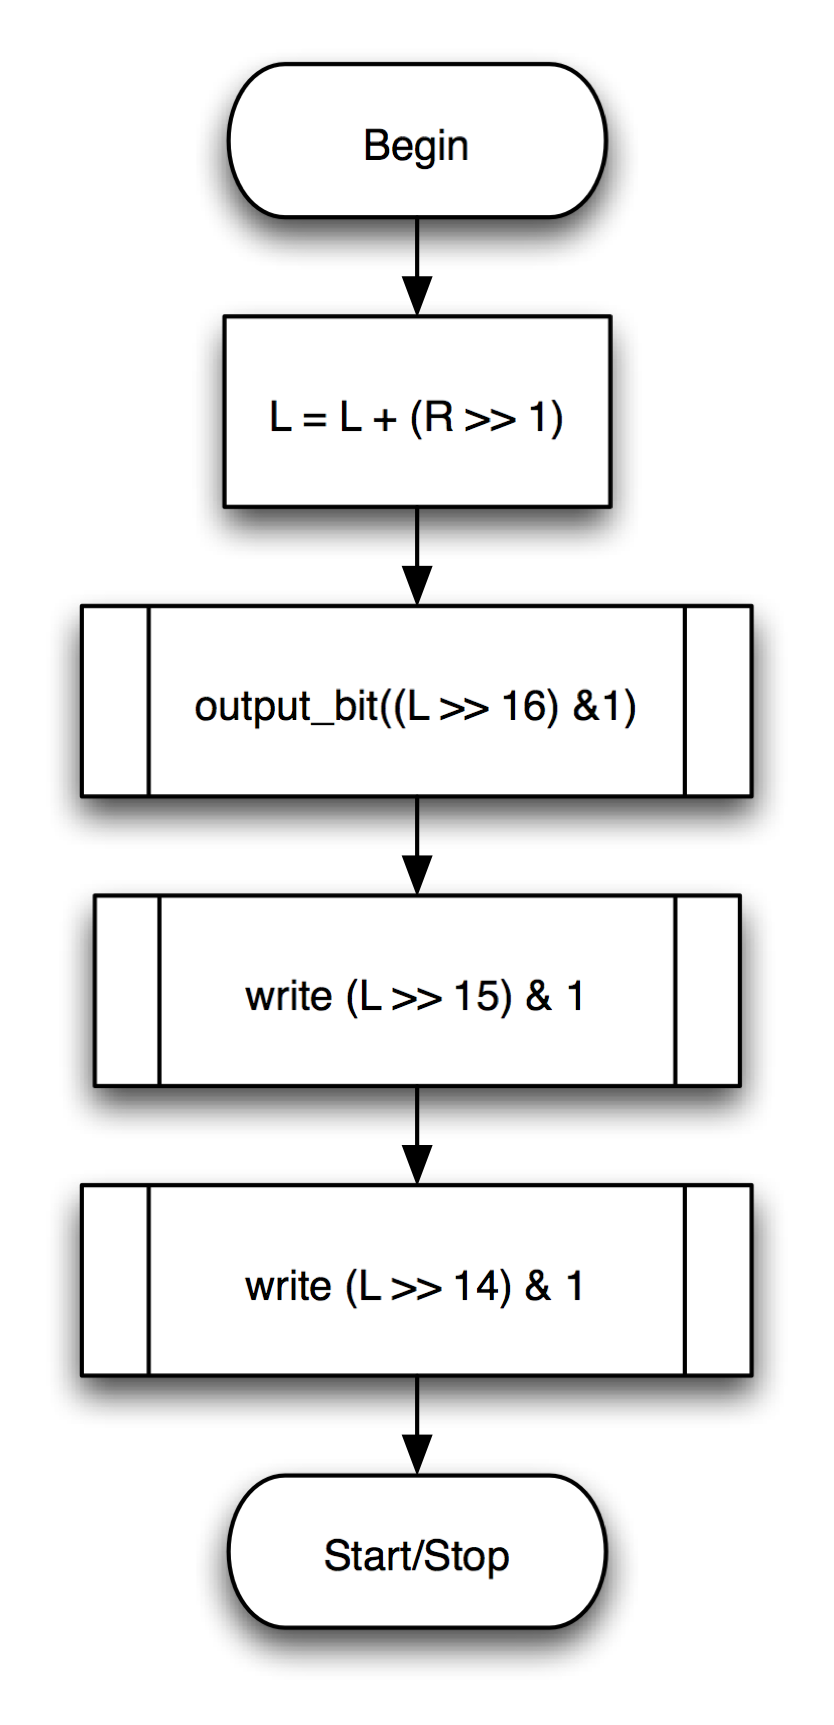 Begin
L = L + (R >> 1)
output_bit((L >> 16) &1)
write (L >> 15) & 1
write (L >> 14) & 1
Start/Stop